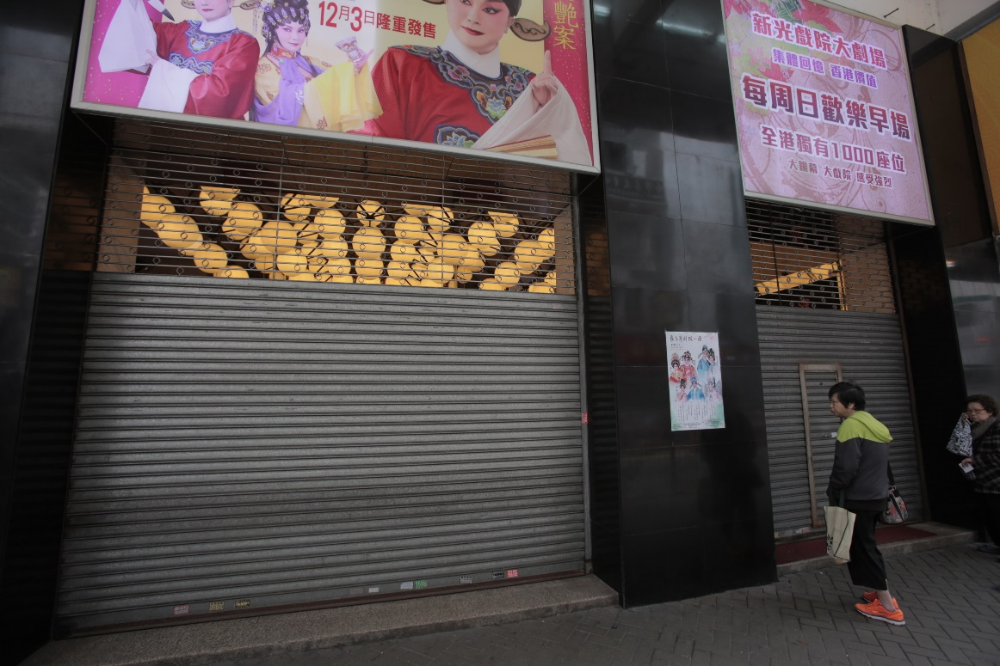 12月3日隆重發售
艷案
新光戲院大劇場
集體回憶 香港價值
每周日歡樂早場
全港獨有1000座位
大銀幕 大戲院 感受強烈